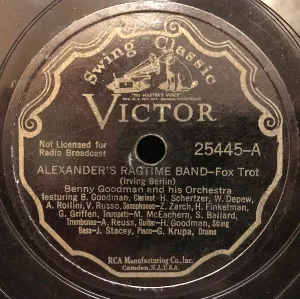 Swing Classic
"HIS MASTER'S VOICE"
VICTOR
Not Licensed for
Radio Broadcast
25445-A
ALEXANDER'S RAGTIME BAND-Fox Trot
(Irving Berlin)
Benny Goodman and his Orchestra
featuring B. Goodman, Clarinet - H. Schertzer, W. Depew,
A. Rollini, V. Russo, Saxophones - Z. Zarch, H. Finkelman,
G. Griffen, Trumpets - M. McEachern, S. Ballard,
Trombones - A. Reuss, Guitar - H. Goodman, String
Bass - J. Stacey, Piano - G. Krupa, Drums
RCA Manufacturing Co., Inc.
Camden, N.J., U.S.A.